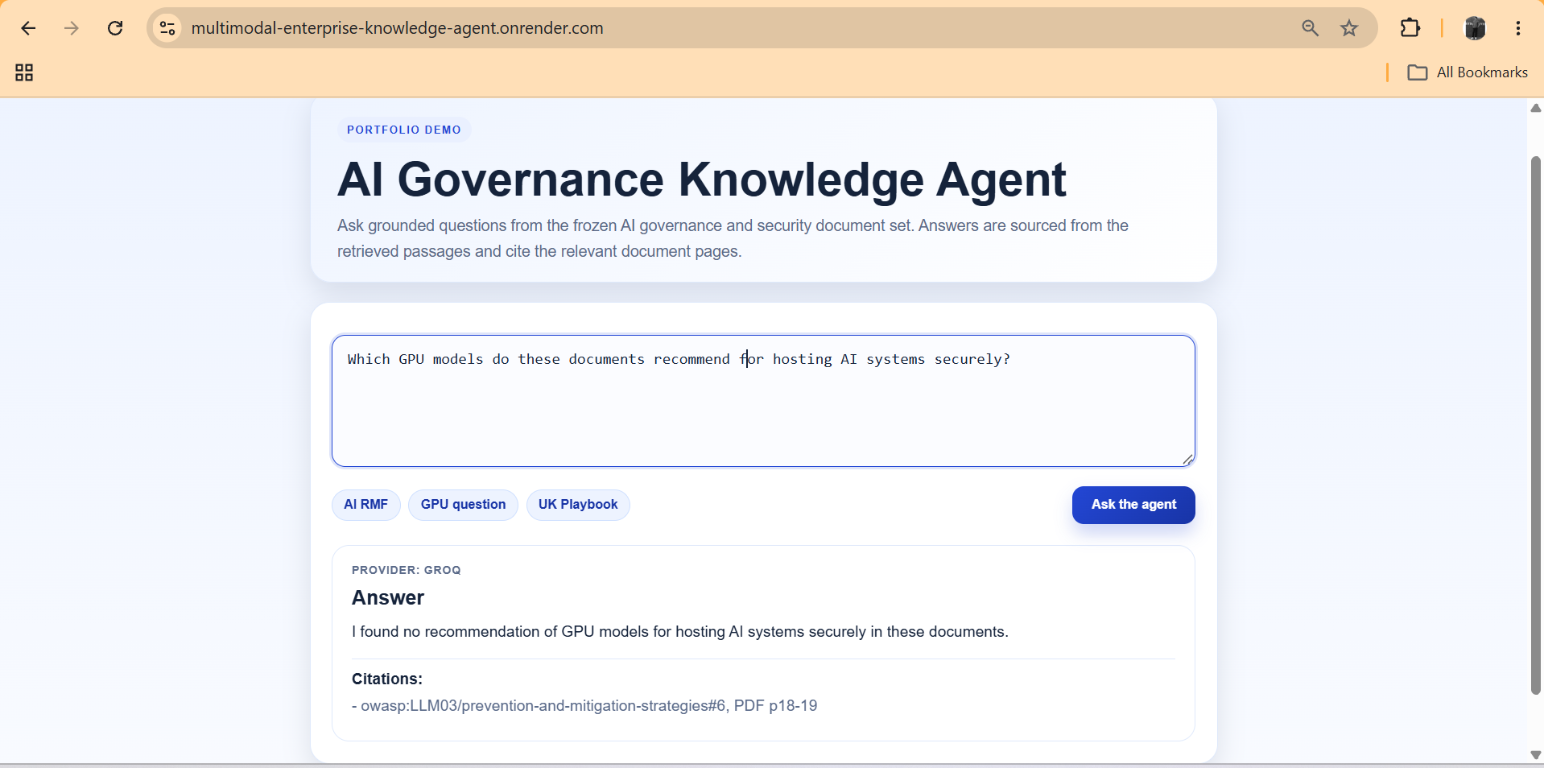 multimodal-enterprise-knowledge-agent.onrender.com
All Bookmarks
PORTFOLIO DEMO
AI Governance Knowledge Agent
Ask grounded questions from the frozen AI governance and security document set. Answers are sourced from the
retrieved passages and cite the relevant document pages.
Which GPU models do these documents recommend for hosting AI systems securely?
AI RMF
GPU question
UK Playbook
Ask the agent
PROVIDER: GROQ
Answer
I found no recommendation of GPU models for hosting AI systems securely in these documents.
Citations:
- owasp:LLM03/prevention-and-mitigation-strategies#6, PDF p18-19